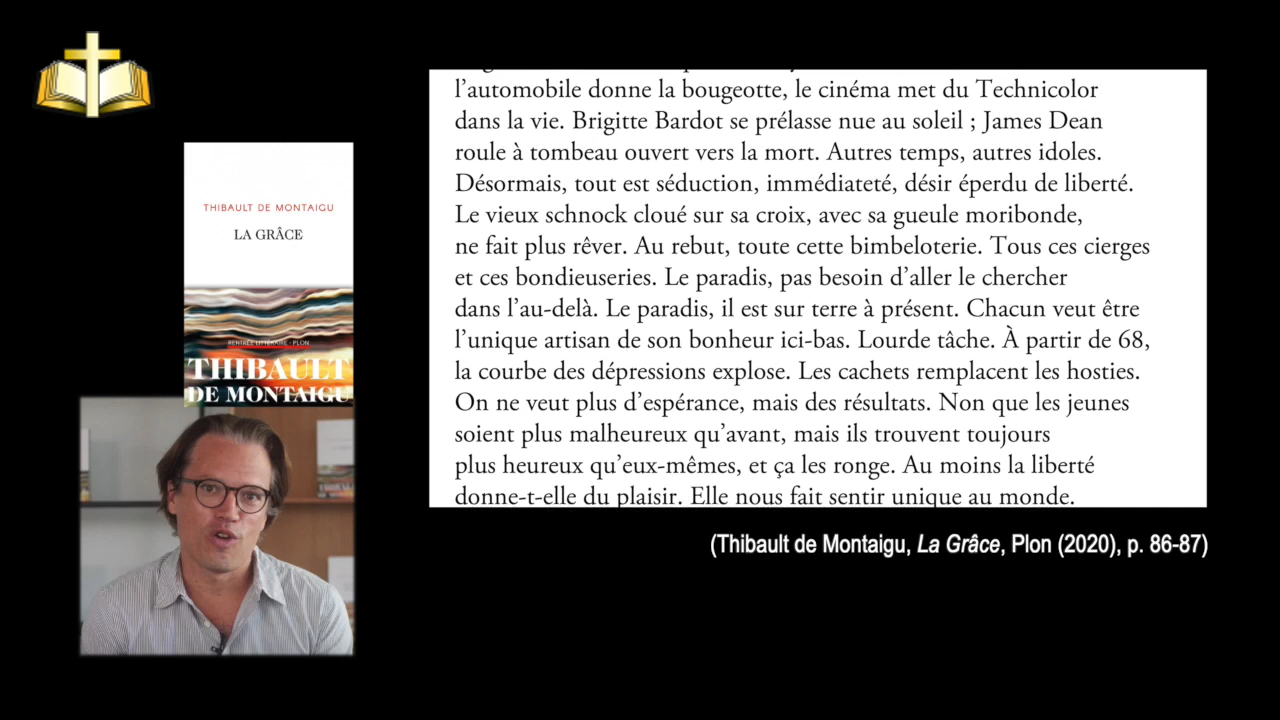 THIBAULT DE MONTAIGU
LA GRÂCE
RENTRÉE LITTÉRAIRE · PLON
THIBAULT
DE MONTAIGU
l’automobile donne la bougeotte, le cinéma met du Technicolor
dans la vie. Brigitte Bardot se prélasse nue au soleil ; James Dean
roule à tombeau ouvert vers la mort. Autres temps, autres idoles.
Désormais, tout est séduction, immédiateté, désir éperdu de liberté.
Le vieux schnock cloué sur sa croix, avec sa gueule moribonde,
ne fait plus rêver. Au rebut, toute cette bimbeloterie. Tous ces cierges
et ces bondieuseries. Le paradis, pas besoin d’aller le chercher
dans l’au-delà. Le paradis, il est sur terre à présent. Chacun veut être
l’unique artisan de son bonheur ici-bas. Lourde tâche. À partir de 68,
la courbe des dépressions explose. Les cachets remplacent les hosties.
On ne veut plus d’espérance, mais des résultats. Non que les jeunes
soient plus malheureux qu’avant, mais ils trouvent toujours
plus heureux qu’eux-mêmes, et ça les ronge. Au moins la liberté
donne-t-elle du plaisir. Elle nous fait sentir unique au monde.
(Thibault de Montaigu, La Grâce, Plon (2020), p. 86-87)